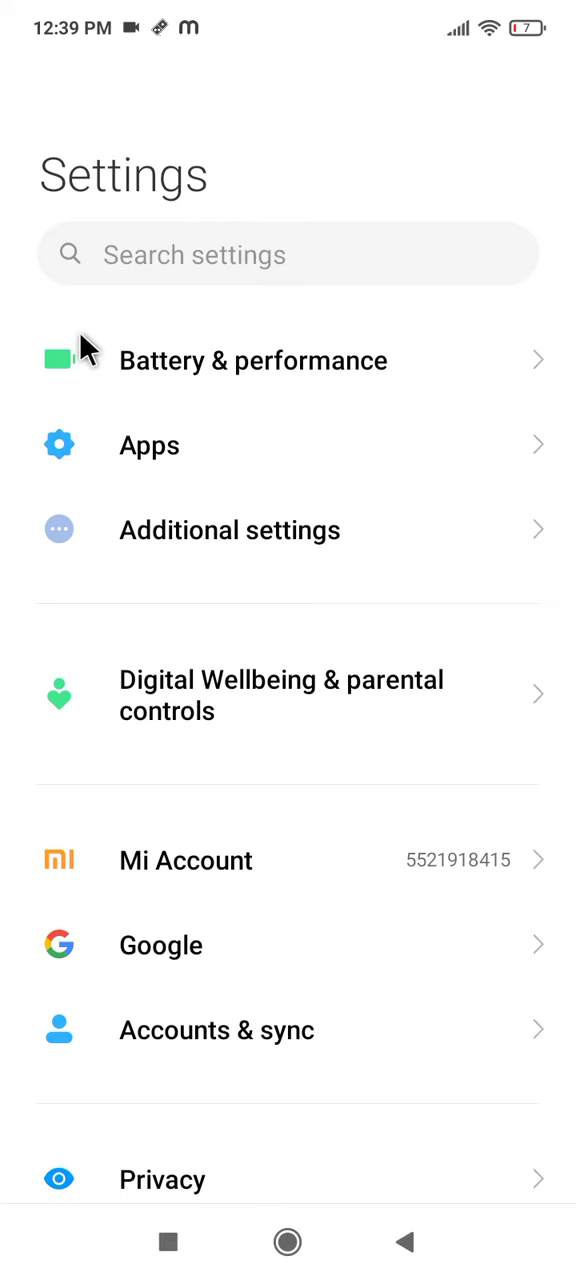 12:39 PM
7
Settings
Search settings
Battery & performance
Apps
Additional settings
Digital Wellbeing & parental
controls
Mi Account 5521918415
Google
Accounts & sync
Privacy